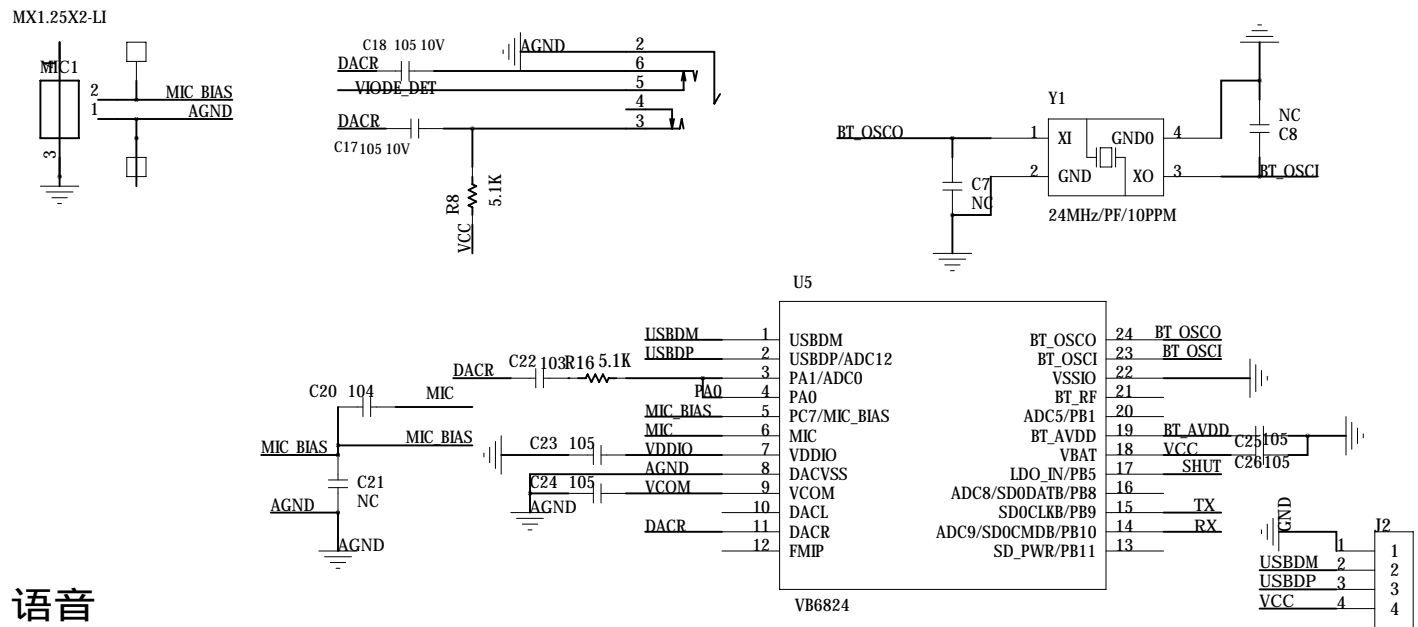 MX1.25X2-LI
4
MIC1
2
MIC_BIAS
1
AGND
3
C18 105 10V
AGND
2
DACR
6
VIODE_DET
5
4
DACR
3
C17 105 10V
R8
5.1K
VCC
Y1
BT_OSCO
1
XI
GND0
4
NC
C8
2
GND
XO
3
BT_OSCI
C7
NC
24MHz/PF/10PPM
U5
USBDM
1
USBDM
BT_OSCO
24
BT_OSCO
USBDP
2
USBDP/ADC12
BT_OSCI
23
BT_OSCI
DACR
C22 103
R16 5.1K
3
PA1/ADC0
VSSIO
22
PA0
4
PA0
BT_RF
21
C20 104
MIC
MIC_BIAS
5
PC7/MIC_BIAS
ADC5/PB1
20
MIC
6
MIC
BT_AVDD
19
BT_AVDD
C25 105
MIC_BIAS
MIC_BIAS
C23 105
VDDIO
7
VDDIO
VBAT
18
VCC
C26 105
AGND
8
DACVSS
LDO_IN/PB5
17
SHUT
C21
NC
C24 105
VCOM
9
VCOM
ADC8/SD0DATB/PB8
16
AGND
AGND
10
DACL
SD0CLKB/PB9
15
TX
DACR
11
DACR
ADC9/SD0CMDB/PB10
14
RX
AGND
12
FMIP
SD_PWR/PB11
13
VB6824
GND
J2
1
1
USBDM
2
2
USBDP
3
3
VCC
4
4
语音